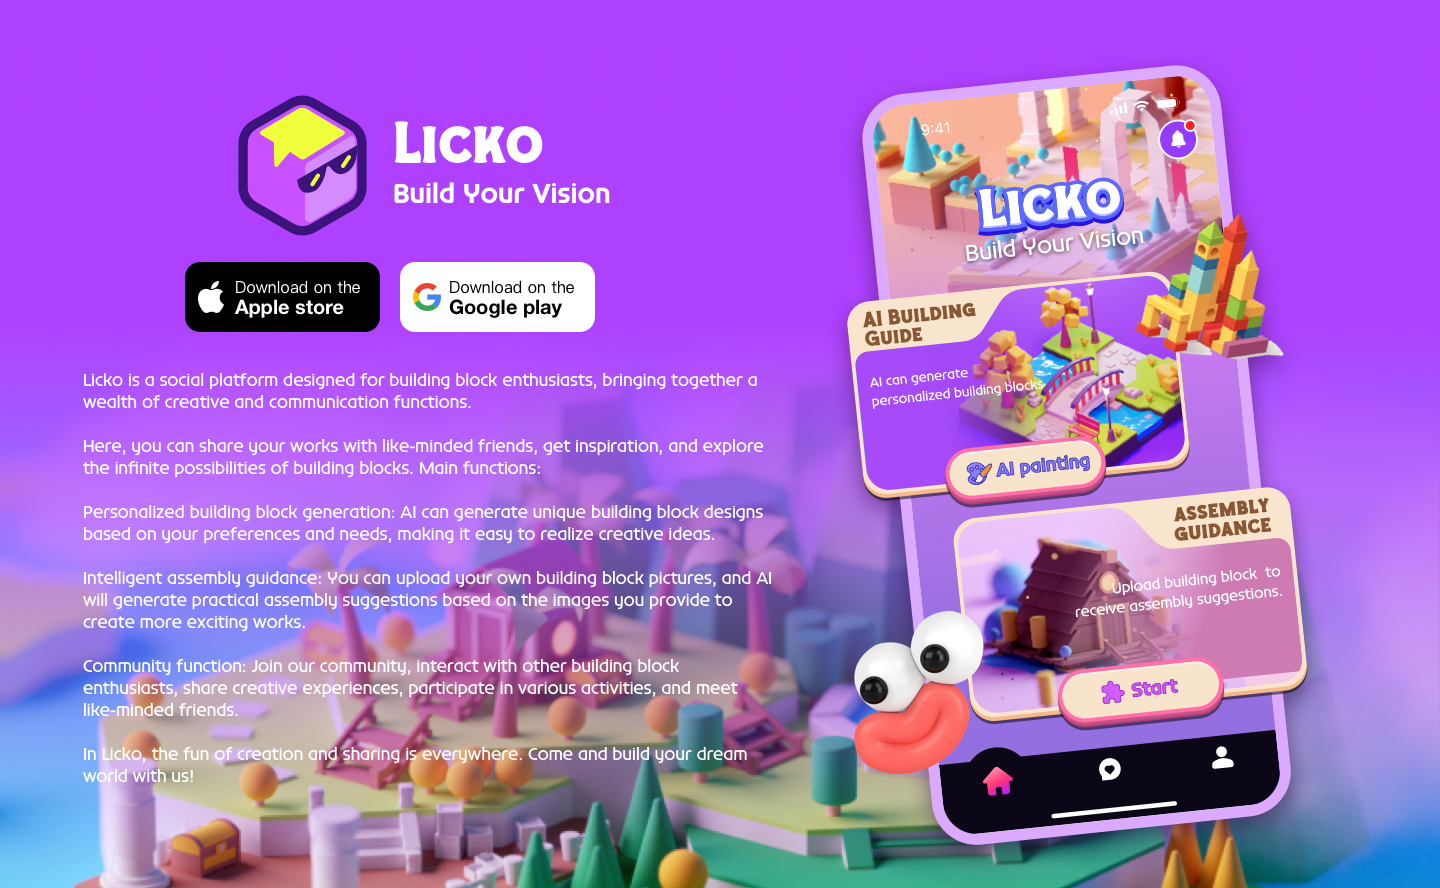 LICKO
Build Your Vision
Download on the
Apple store
Download on the
Google play
Licko is a social platform designed for building block enthusiasts, bringing together a
wealth of creative and communication functions.
Here, you can share your works with like-minded friends, get inspiration, and explore
the infinite possibilities of building blocks. Main functions:
Personalized building block generation: AI can generate unique building block designs
based on your preferences and needs, making it easy to realize creative ideas.
Intelligent assembly guidance: You can upload your own building block pictures, and AI
will generate practical assembly suggestions based on the images you provide to
create more exciting works.
Community function: Join our community, interact with other building block
enthusiasts, share creative experiences, participate in various activities, and meet
like-minded friends.
In Licko, the fun of creation and sharing is everywhere. Come and build your dream
world with us!
9:41
LICKO
Build Your Vision
AI BUILDING
GUIDE
AI can generate
personalized building blocks
AI painting
ASSEMBLY
GUIDANCE
Upload building block to
receive assembly suggestions.
Start